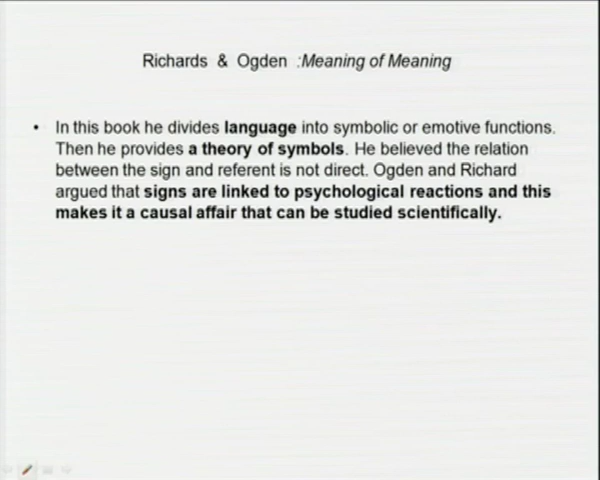 Richards & Ogden :Meaning of Meaning
• In this book he divides language into symbolic or emotive functions.
Then he provides a theory of symbols. He believed the relation
between the sign and referent is not direct. Ogden and Richard
argued that signs are linked to psychological reactions and this
makes it a causal affair that can be studied scientifically.